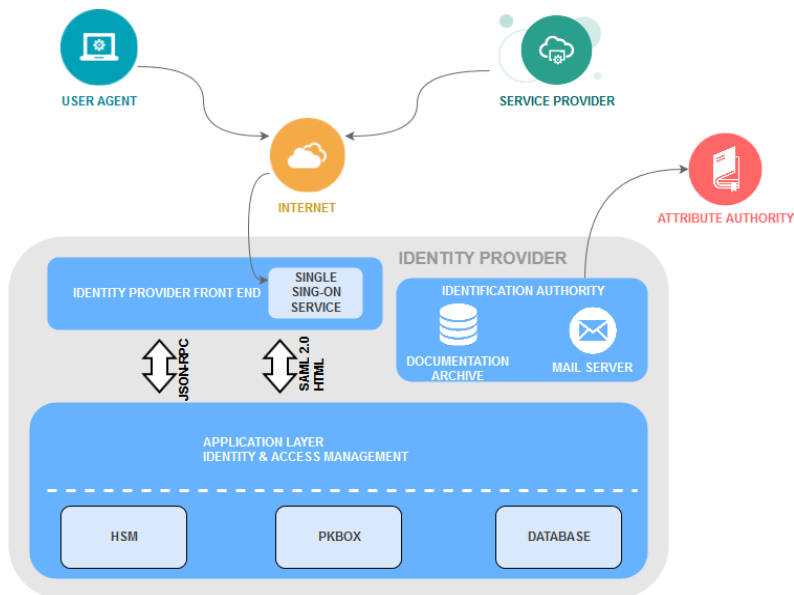 USER AGENT
SERVICE PROVIDER
INTERNET
ATTRIBUTE AUTHORITY
IDENTITY PROVIDER
IDENTITY PROVIDER FRONT END
SINGLE
SING-ON
SERVICE
IDENTIFICATION AUTHORITY
DOCUMENTATION
ARCHIVE
MAIL SERVER
JSON-RPC
SAML 2.0
HTML
APPLICATION LAYER
IDENTITY & ACCESS MANAGEMENT
HSM
PKBOX
DATABASE